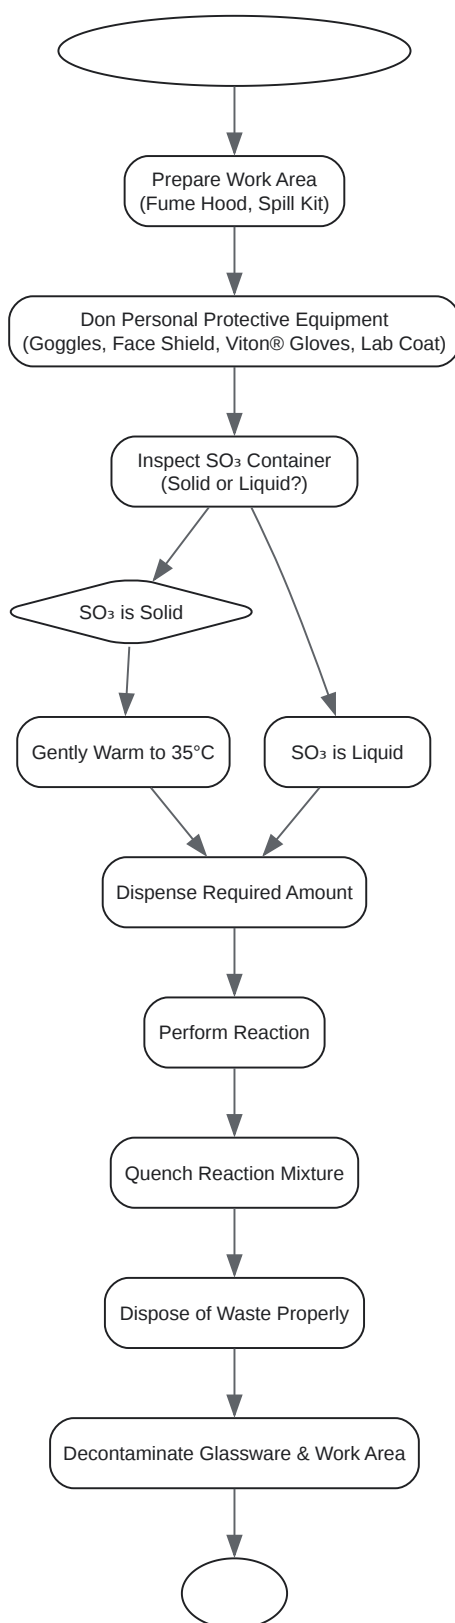 Prepare Work Area
(Fume Hood, Spill Kit)
Don Personal Protective Equipment
(Goggles, Face Shield, Viton® Gloves, Lab Coat)
Inspect SO₃ Container
(Solid or Liquid?)
SO₃ is Solid
Gently Warm to 35°C
SO₃ is Liquid
Dispense Required Amount
Perform Reaction
Quench Reaction Mixture
Dispose of Waste Properly
Decontaminate Glassware & Work Area